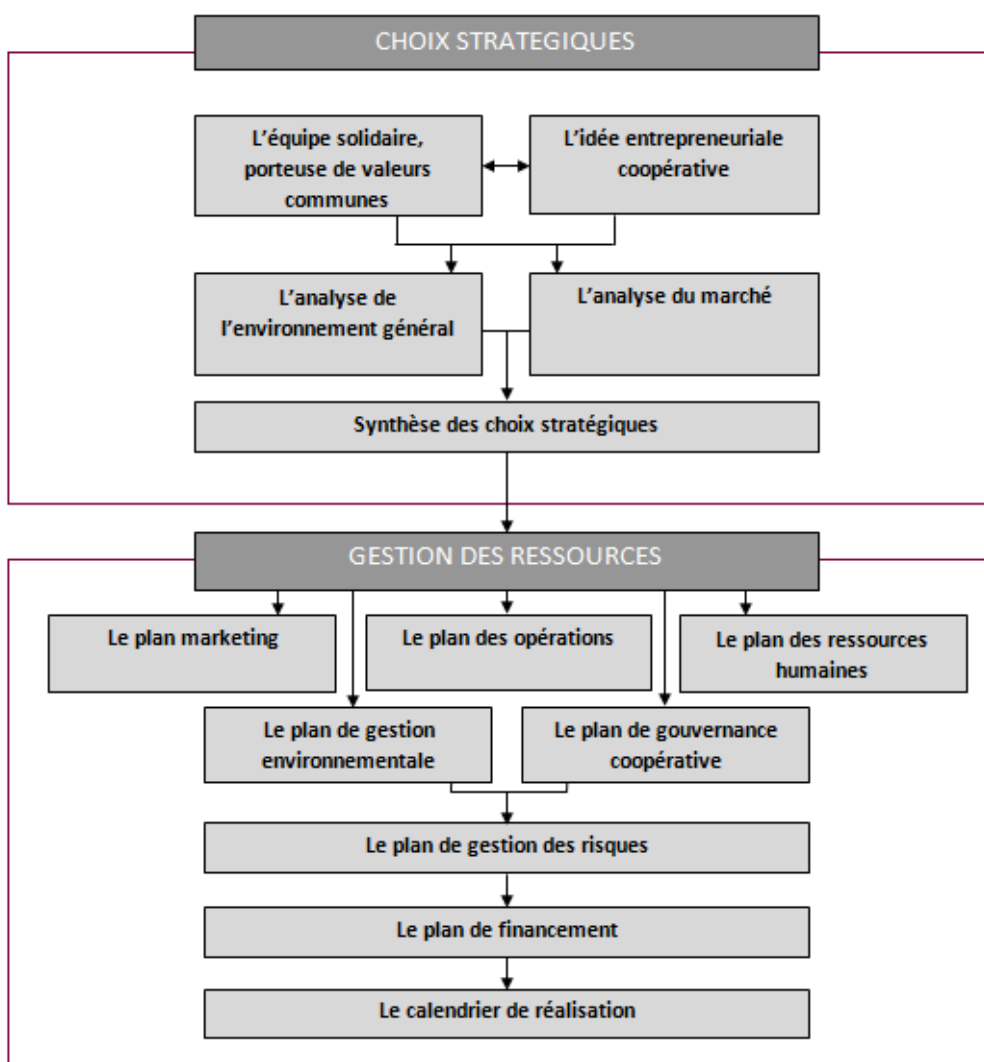 CHOIX STRATEGIQUES
L'équipe solidaire,
porteuse de valeurs
communes
L'idée entrepreneuriale
coopérative
L'analyse de
l'environnement général
L'analyse du marché
Synthèse des choix stratégiques
GESTION DES RESSOURCES
Le plan marketing
Le plan des opérations
Le plan des ressources
humaines
Le plan de gestion
environnementale
Le plan de gouvernance
coopérative
Le plan de gestion des risques
Le plan de financement
Le calendrier de réalisation